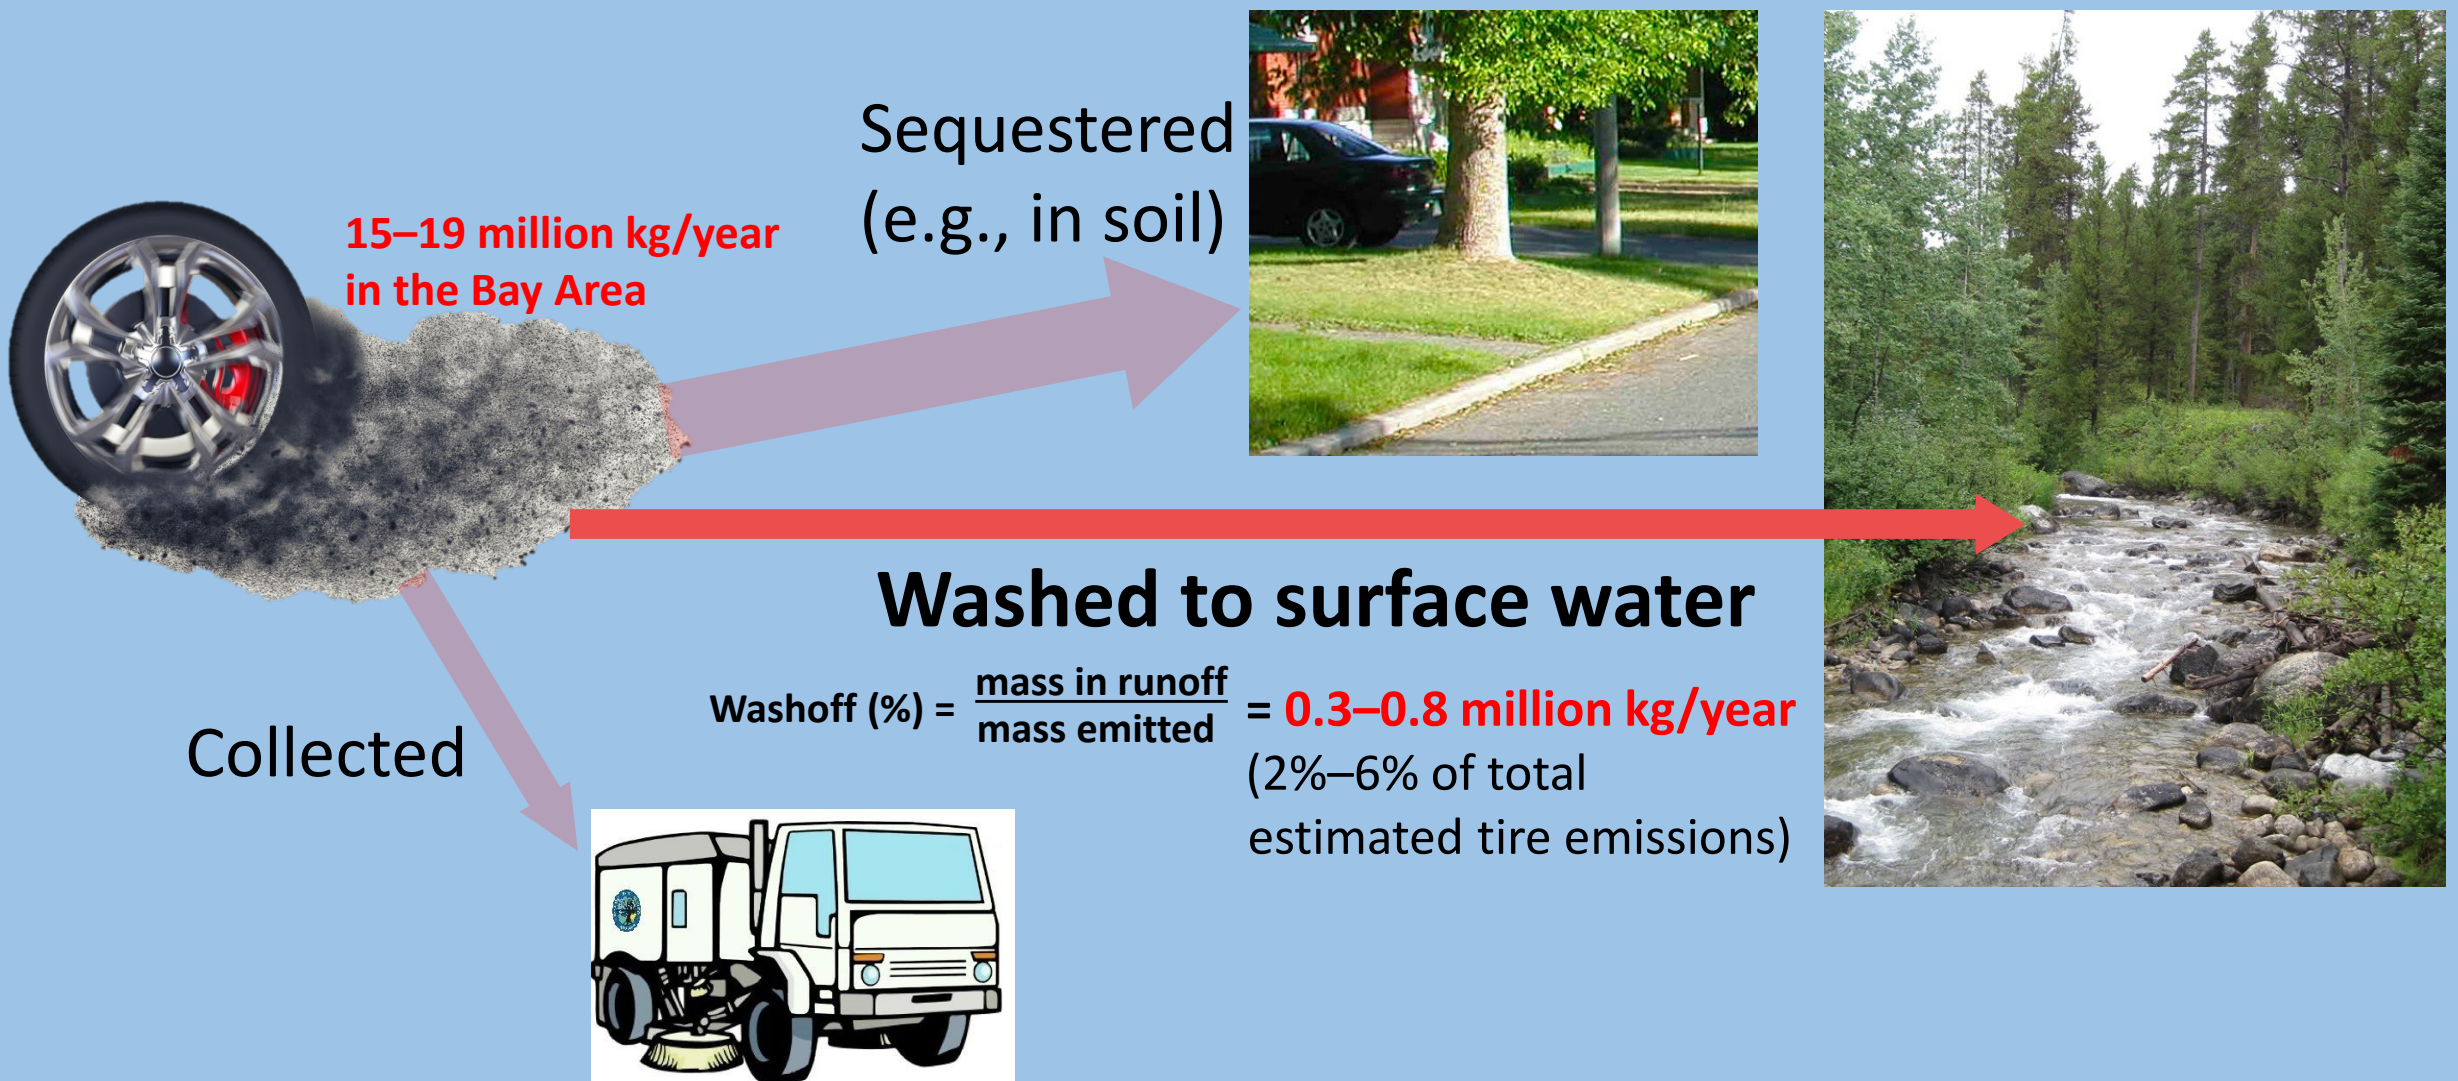 15–19 million kg/year
in the Bay Area
Sequestered
(e.g., in soil)
Washed to surface water
Washoff (%) = mass in runoff
mass emitted
= 0.3–0.8 million kg/year
(2%–6% of total
estimated tire emissions)
Collected